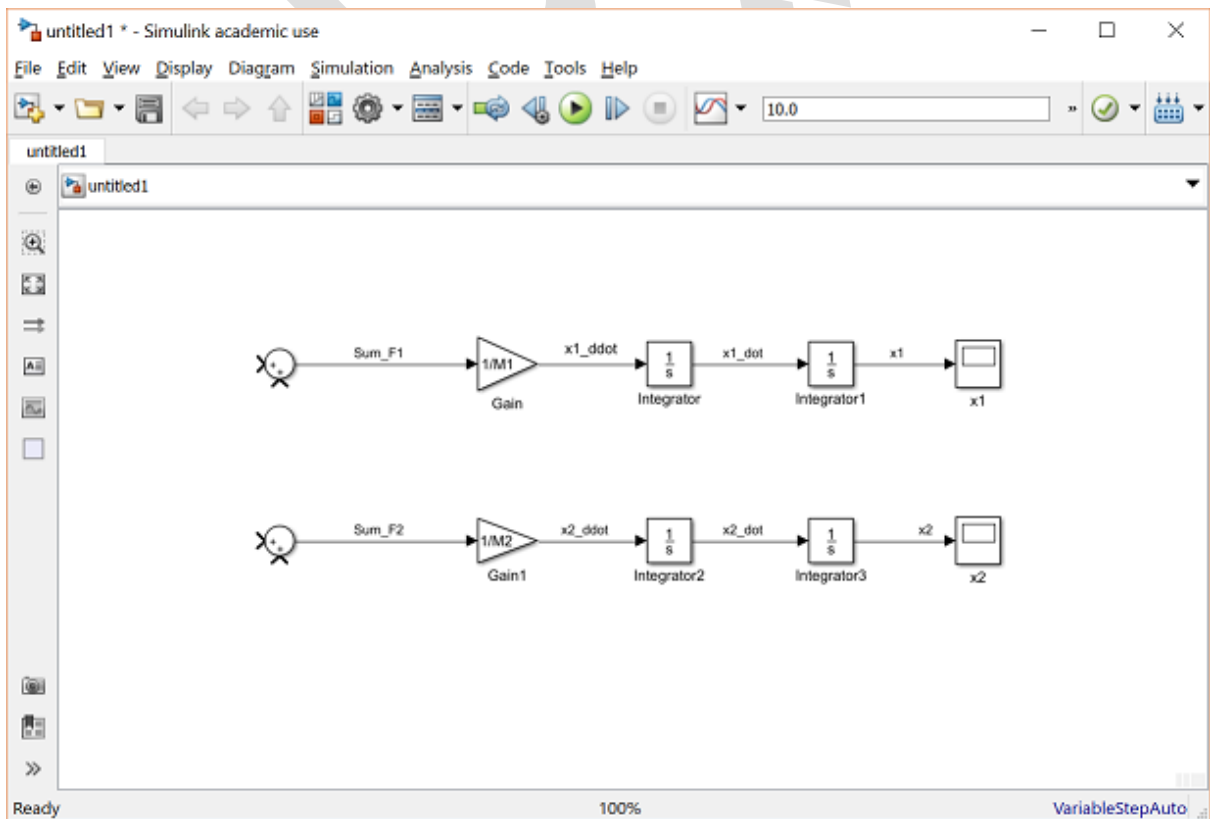 untitled1 * - Simulink academic use
File Edit View Display Diagram Simulation Analysis Code Tools Help
10.0
untitled1
untitled1
Sum_F1
1/M1
x1_ddot
1
s
x1_dot
1
s
x1
Gain
Integrator
Integrator1
x1
Sum_F2
1/M2
x2_ddot
1
s
x2_dot
1
s
x2
Gain1
Integrator2
Integrator3
x2
Ready
100%
VariableStepAuto